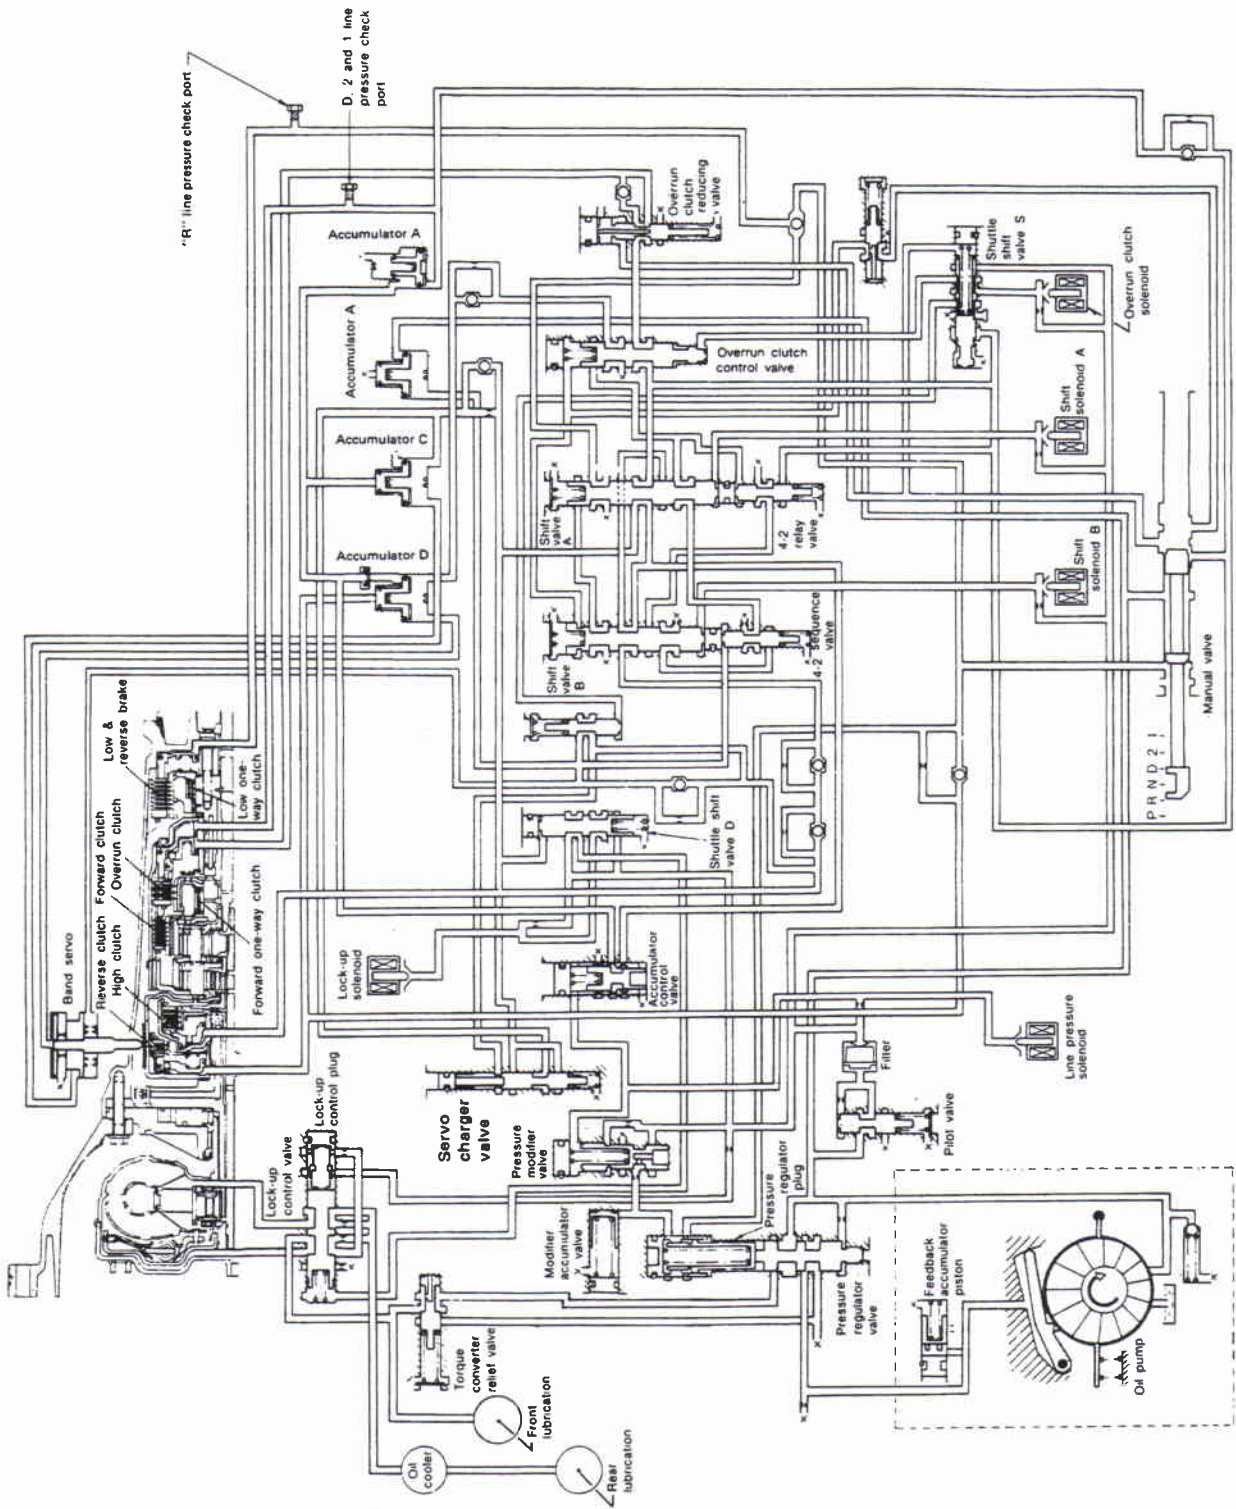 "R" line pressure check port
D. 2 and 1 line
pressure check
port
Accumulator A
Accumulator A
Accumulator C
Accumulator D
Overrun
clutch
reducing
valve
Shuttle
shift
valve S
Overrun clutch
solenoid
Overrun clutch
control valve
Shift
solenoid A
Shift
valve
A
4-2
relay
valve
Shift
solenoid B
Shift
valve
B
4-2 sequence
valve
Manual valve
P R N D 2 1
Low &
reverse brake
Low one-
way clutch
Forward clutch
Overrun clutch
Reverse clutch
High clutch
Forward one-way clutch
Band servo
Shuttle shift
valve D
Lock-up
solenoid
Accumulator
control
valve
Line pressure
solenoid
Filter
Pilot valve
Lock-up
control plug
Lock-up
control valve
Servo
charger
valve
Pressure
modifier
valve
Pressure
regulator
plug
Modifier
accumulator
valve
Pressure
regulator
valve
Feedback
accumulator
piston
Oil pump
Torque
converter
relief valve
Front
lubrication
Oil
cooler
Rear
lubrication